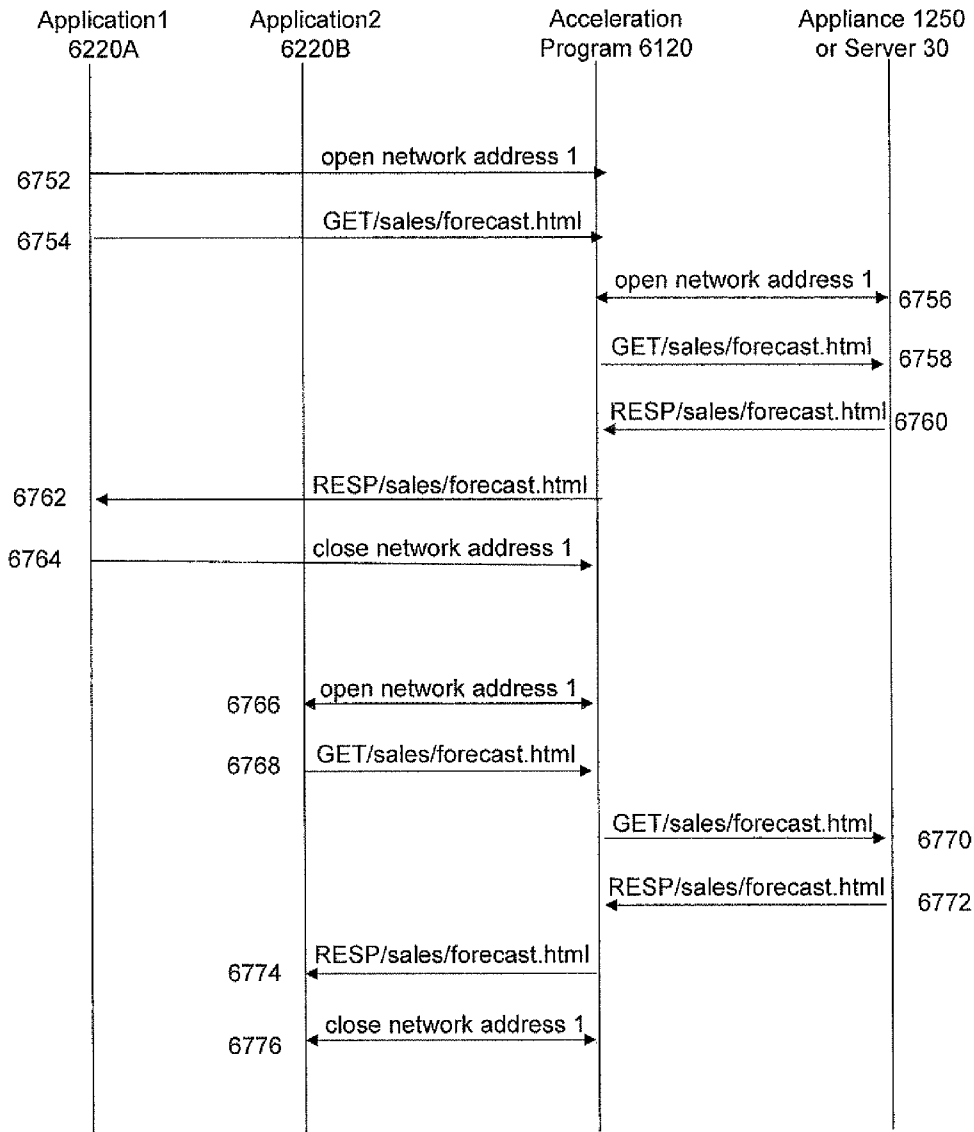 Application1
6220A
Application2
6220B
Acceleration
Program 6120
Appliance 1250
or Server 30
open network address 1
6752
GET/sales/forecast.html
6754
open network address 1
6756
GET/sales/forecast.html
6758
RESP/sales/forecast.html
6760
RESP/sales/forecast.html
6762
close network address 1
6764
open network address 1
6766
GET/sales/forecast.html
6768
GET/sales/forecast.html
6770
RESP/sales/forecast.html
6772
RESP/sales/forecast.html
6774
close network address 1
6776